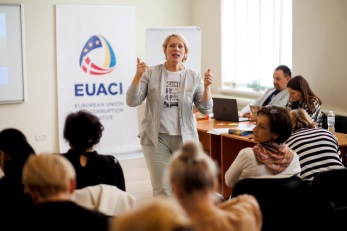 EUACI
EUROPEAN UNION
ANTI-CORRUPTION
INITIATIVE